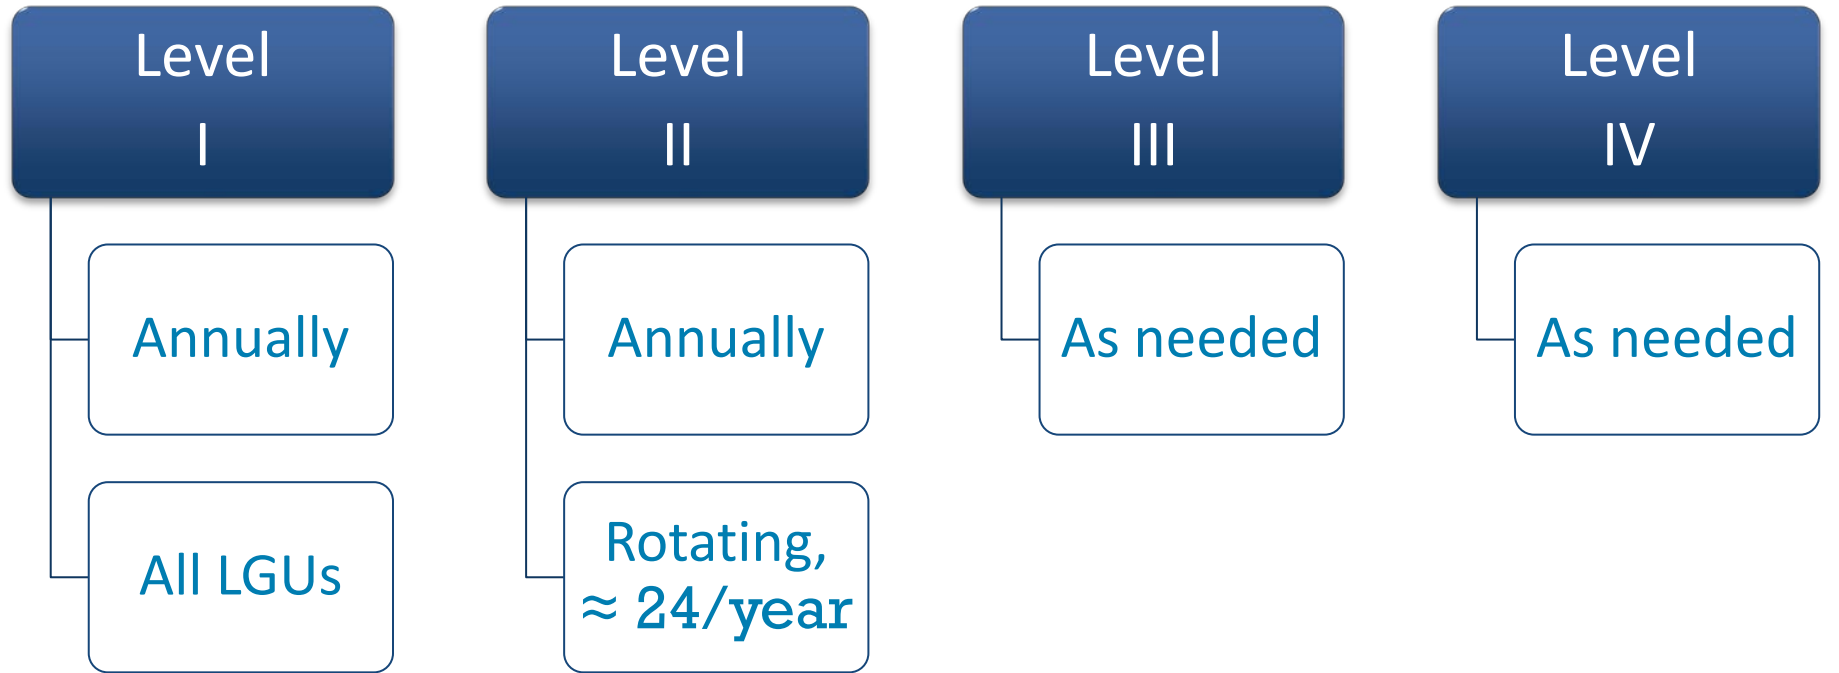 Level
I
Annually
All LGUs
Level
II
Annually
Rotating,
≈ 24/year
Level
III
As needed
Level
IV
As needed